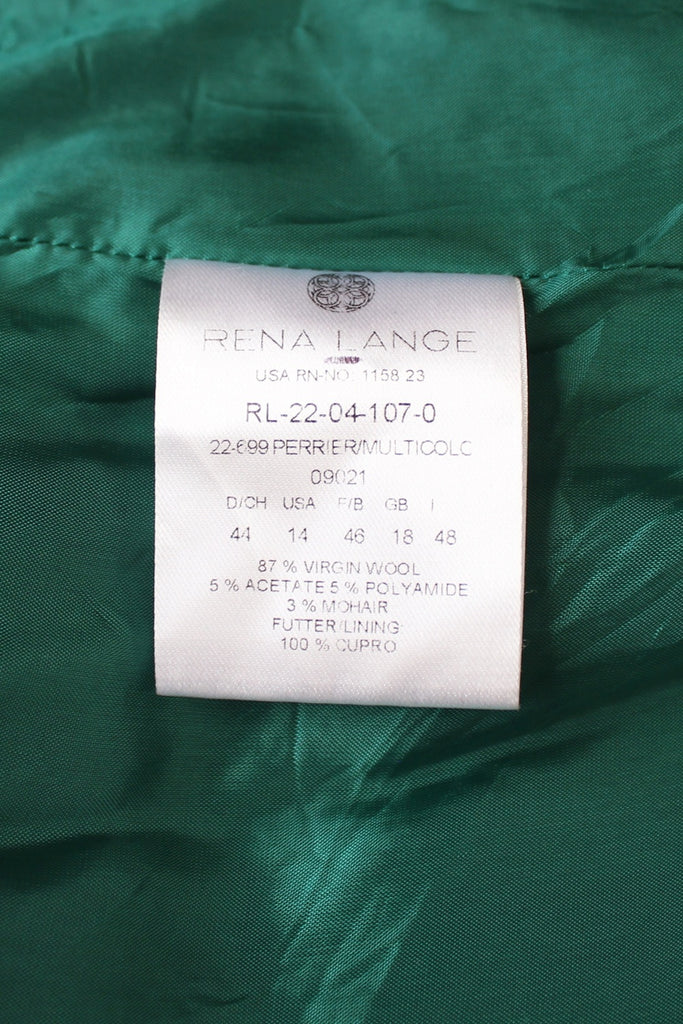 RENA LANGE
USA RN-NO: 1158 23
RL-22-04-107-0
22-699 PERRIER/MULTICOLC
09021
D/CH USA F/B GB I
44 14 46 18 48
87 % VIRGIN WOOL
5 % ACETATE 5 % POLYAMIDE
3 % MOHAIR
FUTTER/LINING:
100 % CUPRO